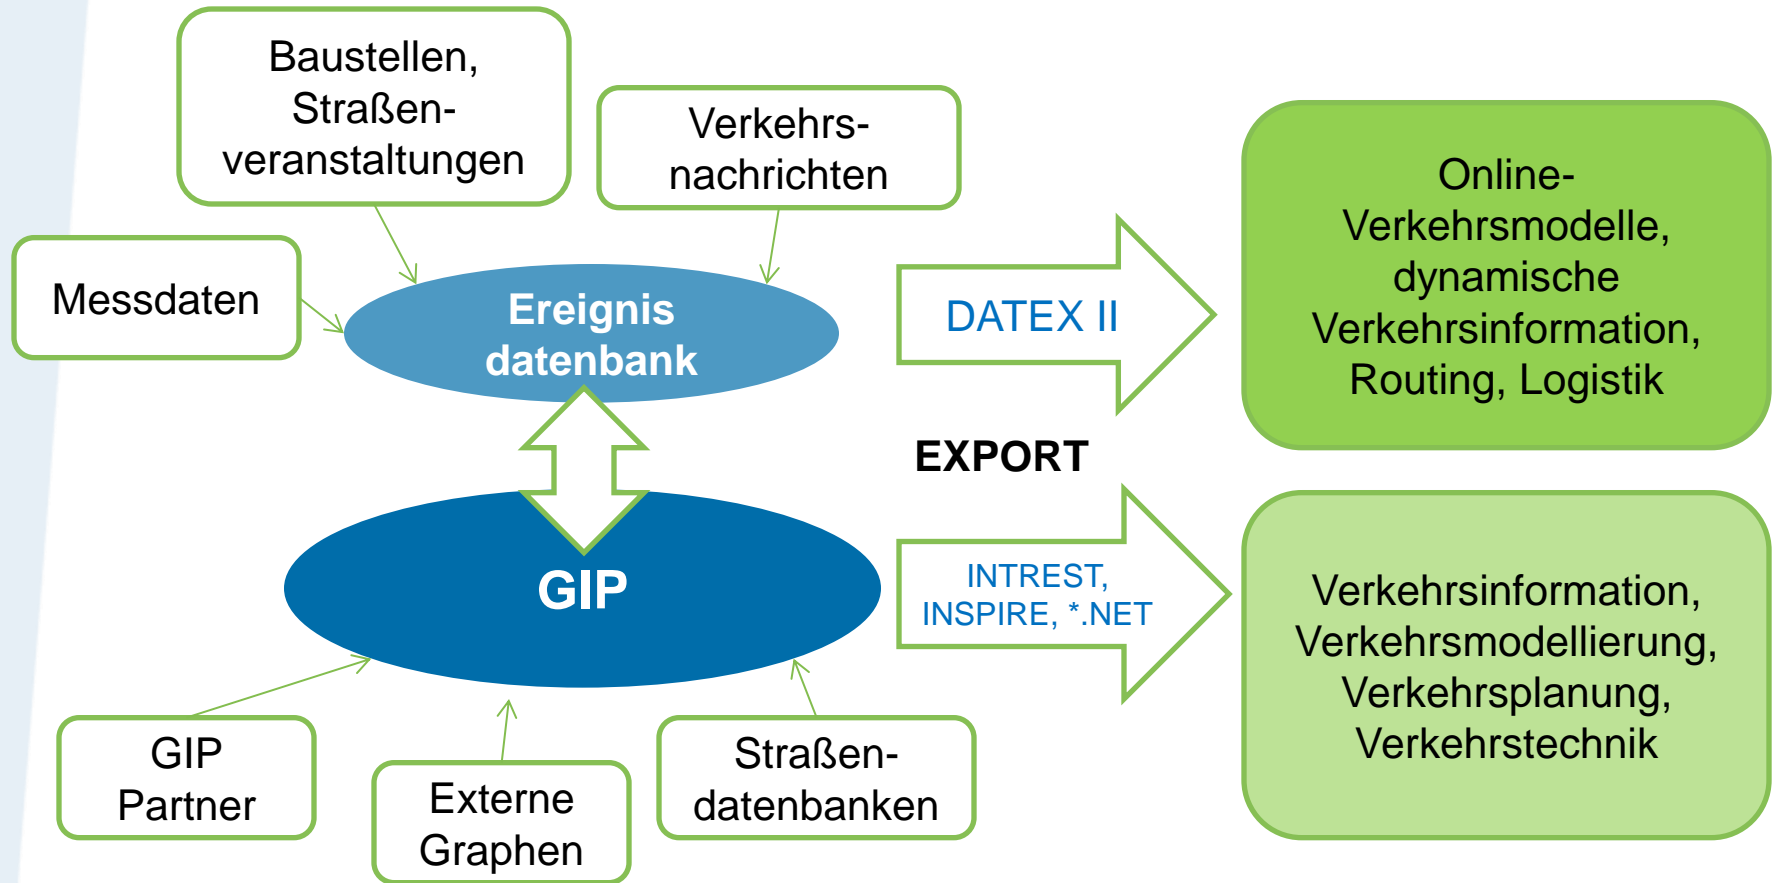 Baustellen,
Straßen-
veranstaltungen
Verkehrs-
nachrichten
Messdaten
Ereignis
datenbank
DATEX II
Online-
Verkehrsmodelle,
dynamische
Verkehrsinformation,
Routing, Logistik
EXPORT
GIP
INTREST,
INSPIRE, *.NET
Verkehrsinformation,
Verkehrsmodellierung,
Verkehrsplanung,
Verkehrstechnik
GIP
Partner
Externe
Graphen
Straßen-
datenbanken